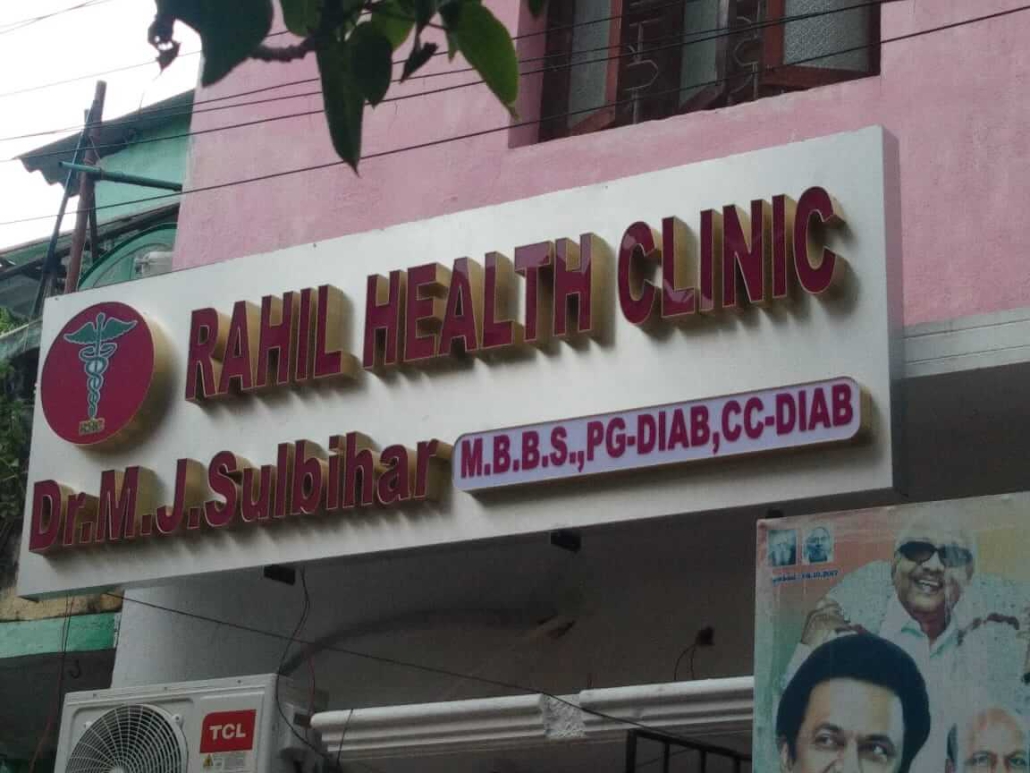 RAHIL HEALTH CLINIC
Dr.M.J.Sulbihar
M.B.B.S.,PG-DIAB,CC-DIAB
TCL